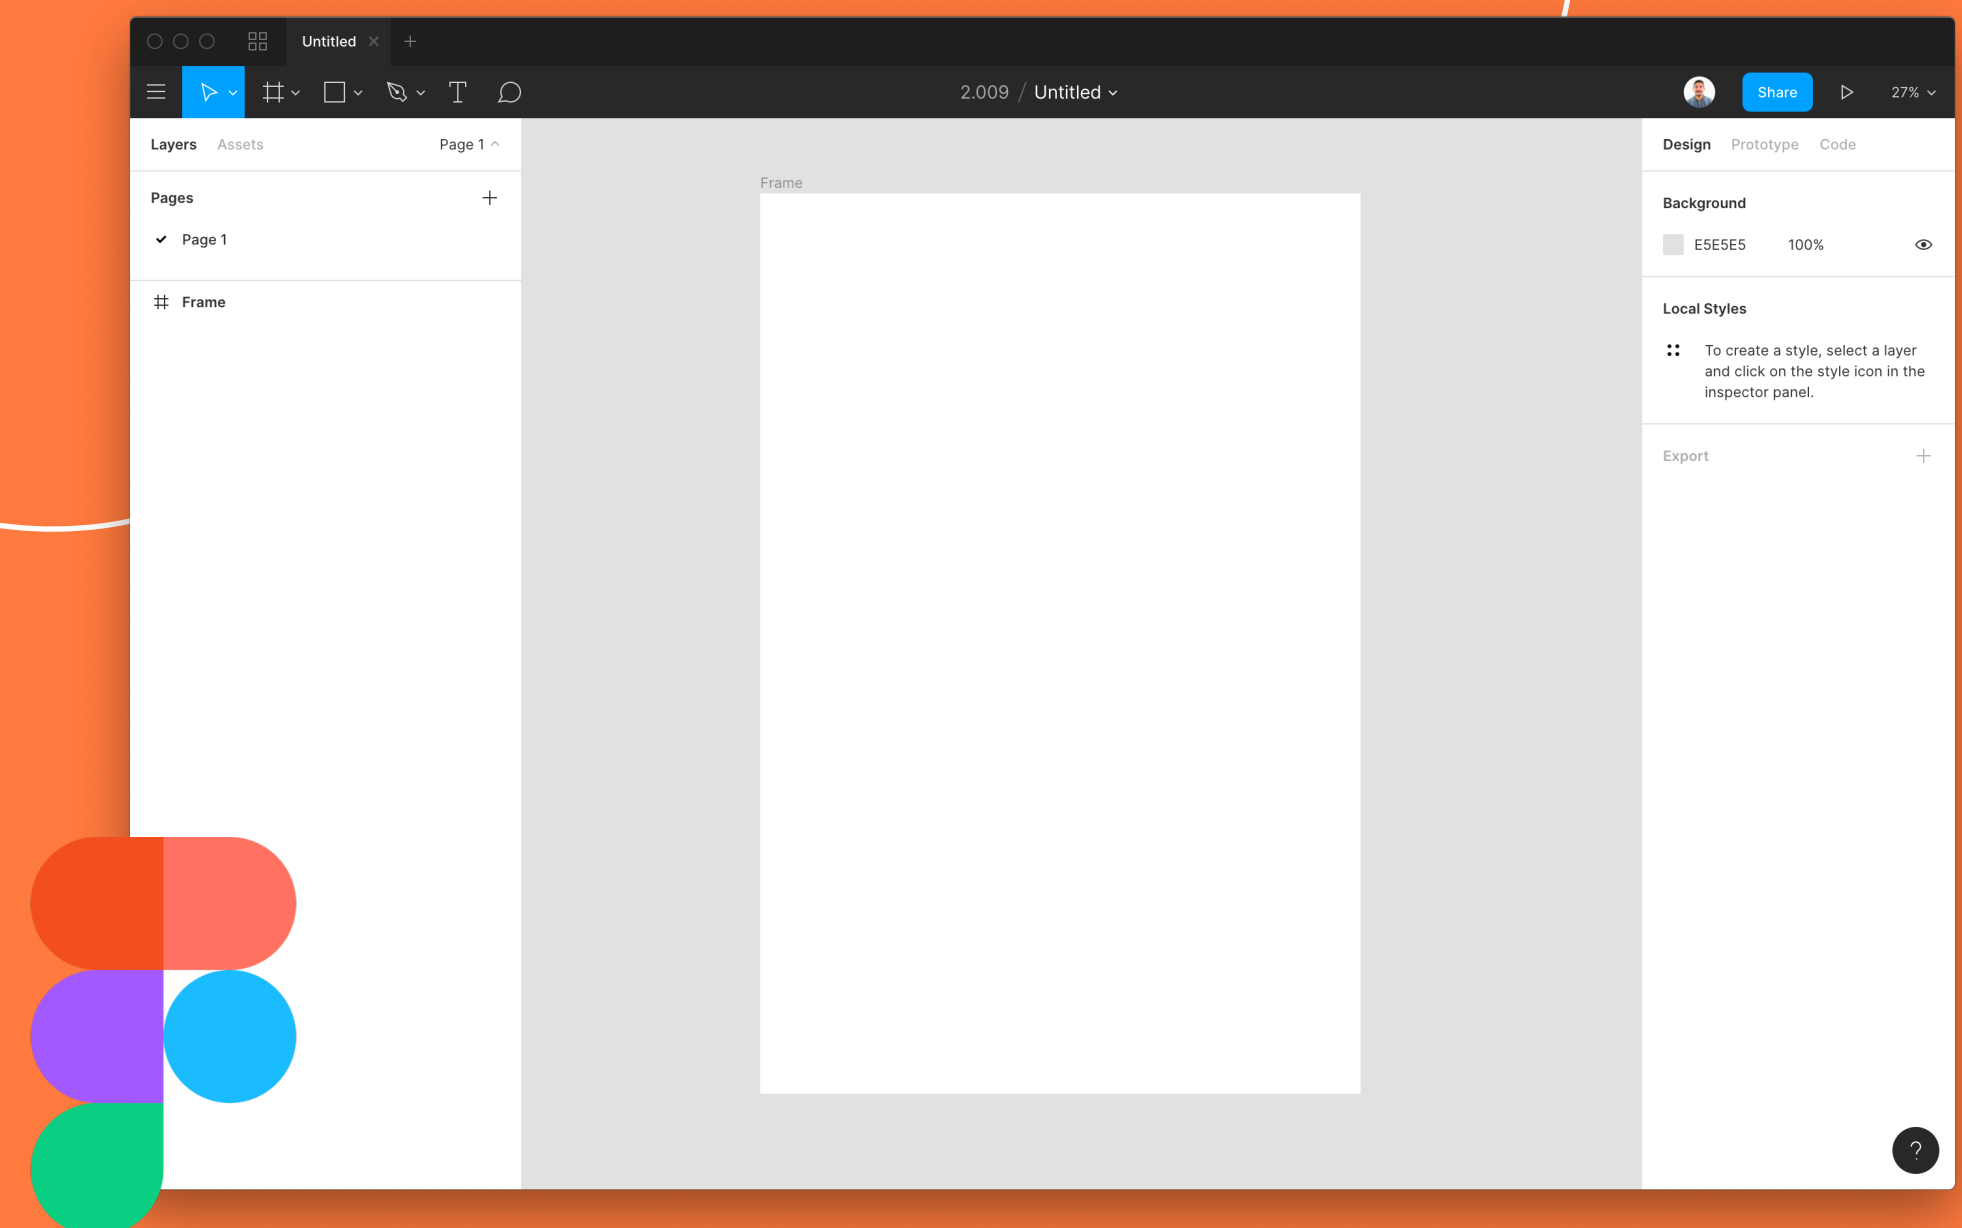 Untitled
2.009 / Untitled
Share
27%
Layers
Assets
Page 1
Pages
Page 1
Frame
Frame
Design
Prototype
Code
Background
E5E5E5
100%
Local Styles
To create a style, select a layer
and click on the style icon in the
inspector panel.
Export
?